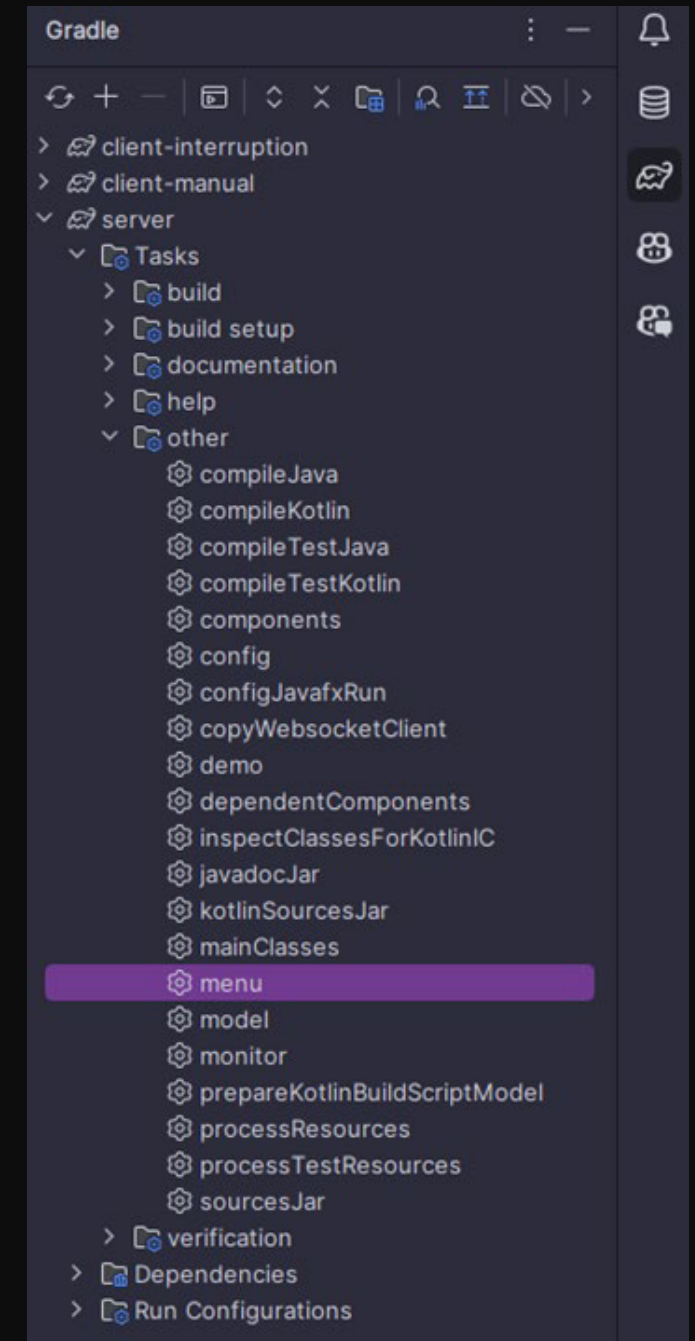 Gradle
client-interruption
client-manual
server
Tasks
build
build setup
documentation
help
other
compileJava
compileKotlin
compileTestJava
compileTestKotlin
components
config
configJavafxRun
copyWebsocketClient
demo
dependentComponents
inspectClassesForKotlinIC
javadocJar
kotlinSourcesJar
mainClasses
menu
model
monitor
prepareKotlinBuildScriptModel
processResources
processTestResources
sourcesJar
verification
Dependencies
Run Configurations